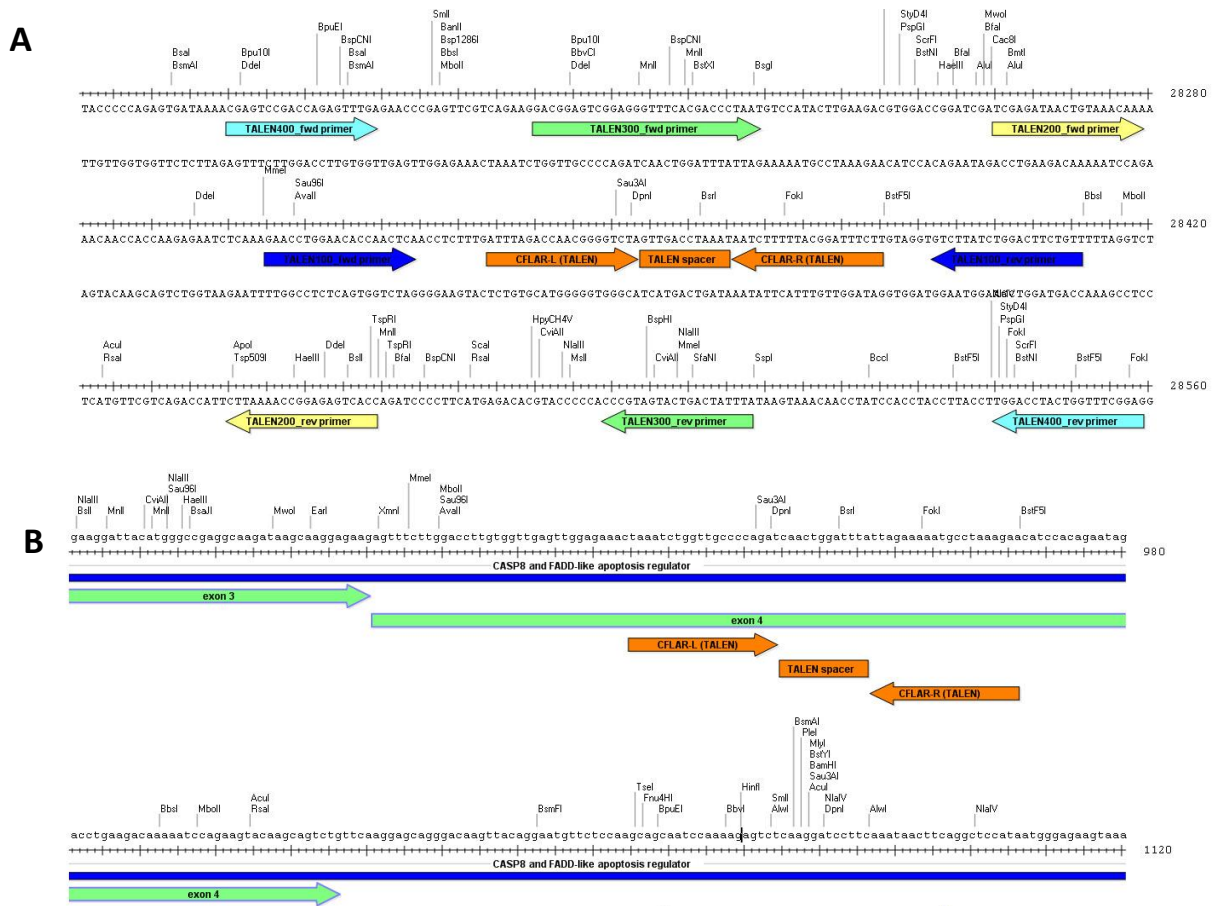 A
SmlI
BanII
BpuEI Bsp1286I Bpu10I BspCNI
BspCNI
BsaI Bpu10I BsaI BbsI BbvCI MnlI
BsmAI DdeI BsmAI MboII DdeI MnlI BstXI BsgI
StyD4I MwoI
PspGI BfaI
ScrFI Cac8I
BstNI BfaI BmtI
HaeIII AluI AluI
TACCCCCAGAGTGATAAAACGAGTCCGACCAGAGTTTGAGAACCCGAGTTCGTCAGAAGGACGGAGTCGGAGGGTTTCACGACCCTAATGTCCATACTTGAAGACGTGGACCGGATCGATCGAGATAACTGTAAACAAAA
28280
TALEN400_fwd primer TALEN300_fwd primer TALEN200_fwd primer
TTGTTGGTGGTTCTCTTAGAGTTTCTTGGACCTTGTGGTTGAGTTGGAGAAACTAAATCTGGTTGCCCCAGATCAACTGGATTTATTAGAAAAATGCCTAAAGAACATCCACAGAATAGACCTGAAGACAAAAATCCAGA
MmeI
Sau96I Sau3AI
DdeI AvaII DpnI BsrI FokI BstF5I BbsI MboII
28420
AACAACCACCAAGAGAATCTCAAAGAACCTGGAACACCAACTCAACCTCTTTGATTTAGACCAACGGGGTCTAGTTGACCTAAATAATCTTTTTACGGATTTCTTGTAGGTGTCTTATCTGGACTTCTGTTTTTAGGTCT
TALEN100_fwd primer CFLAR-L (TALEN) TALEN spacer CFLAR-R (TALEN) TALEN100_rev primer
AGTACAAGCAGTCTGGTAAGAATTTTGGCCTCTCAGTGGTCTAGGGGAAGTACTCTGTGCATGGGGGTGGGCATCATGACTGATAAATATTCATTTGTTGGATAGGTGGATGGAATGGAACCTGGATGACCAAAGCCTCC
StyD4I
TspRI HpyCH4V BspHI PspGI
MnlI CviAII NlaIII FokI
AcuI ApoI DdeI TspRI ScaI NlaIII MmeI ScrFI
RsaI Tsp509I HaeIII BslI BfaI BspCNI RsaI MslI CviAII SfaNI SspI BccI BstF5I BstNI BstF5I FokI
28560
TCATGTTCGTCAGACCATTCTTAAAACCGGAGAGTCACCAGATCCCCTTCATGAGACACGTACCCCCACCCGTAGTACTGACTATTTATAAGTAAACAACCTATCCACCTACCTTACCTTGGACCTACTGGTTTCGGAGG
TALEN200_rev primer TALEN300_rev primer TALEN400_rev primer
B
NlaIII MmeI
NlaIII CviAII Sau96I MboII
BslI MnlI MnlI HaeIII Sau96I Sau3AI
BsaJI MwoI EarI XmnI AvaII DpnI BsrI FokI BstF5I
gaaggattacatgggccgaggcaagataagcaaggagaagagtttcttggaccttgtggttgagttggagaaactaaatctggttgccccagatcaactggatttattagaaaaatgcctaaagaacatccacagaatag
980
CASP8 and FADD-like apoptosis regulator
exon 3
exon 4
CFLAR-L (TALEN)
TALEN spacer
CFLAR-R (TALEN)
BsmAI
PleI
MlyI
BstYI
BamHI
TseI HinfI Sau3AI
AcuI Fnu4HI SmlI AcuI NlaIV
BbsI MboII RsaI BsmFI BpuEI BbvI AlwI DpnI AlwI NlaIV
acctgaagacaaaaatccagaagtacaagcagtctgttcaaggagcagggacaagttacaggaatgttctccaagcagcaatccaaaagagtctcaaggatccttcaaataacttcaggctccataatgggagaagtaaa
1120
CASP8 and FADD-like apoptosis regulator
exon 4